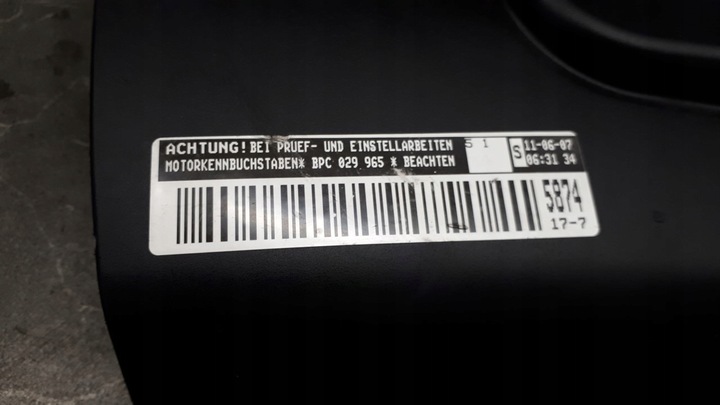 ACHTUNG! BEI PRUEF- UND EINSTELLARBEITEN
MOTORKENNBUCHSTABEN* BPC 029 965 * BEACHTEN
S 1
S
11-06-07
06:31 34
5874
17-7